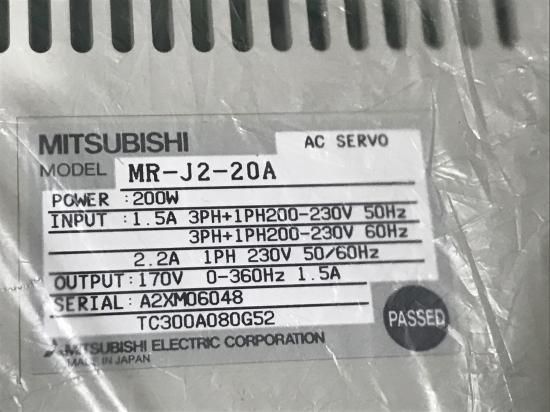 MITSUBISHI AC SERVO
MODEL MR-J2-20A
POWER :200W
INPUT :1.5A 3PH+1PH200-230V 50Hz
3PH+1PH200-230V 60Hz
2.2A 1PH 230V 50/60Hz
OUTPUT:170V 0-360Hz 1.5A
SERIAL:A2XM06048
TC300A080G52
PASSED
MITSUBISHI ELECTRIC CORPORATION
MADE IN JAPAN